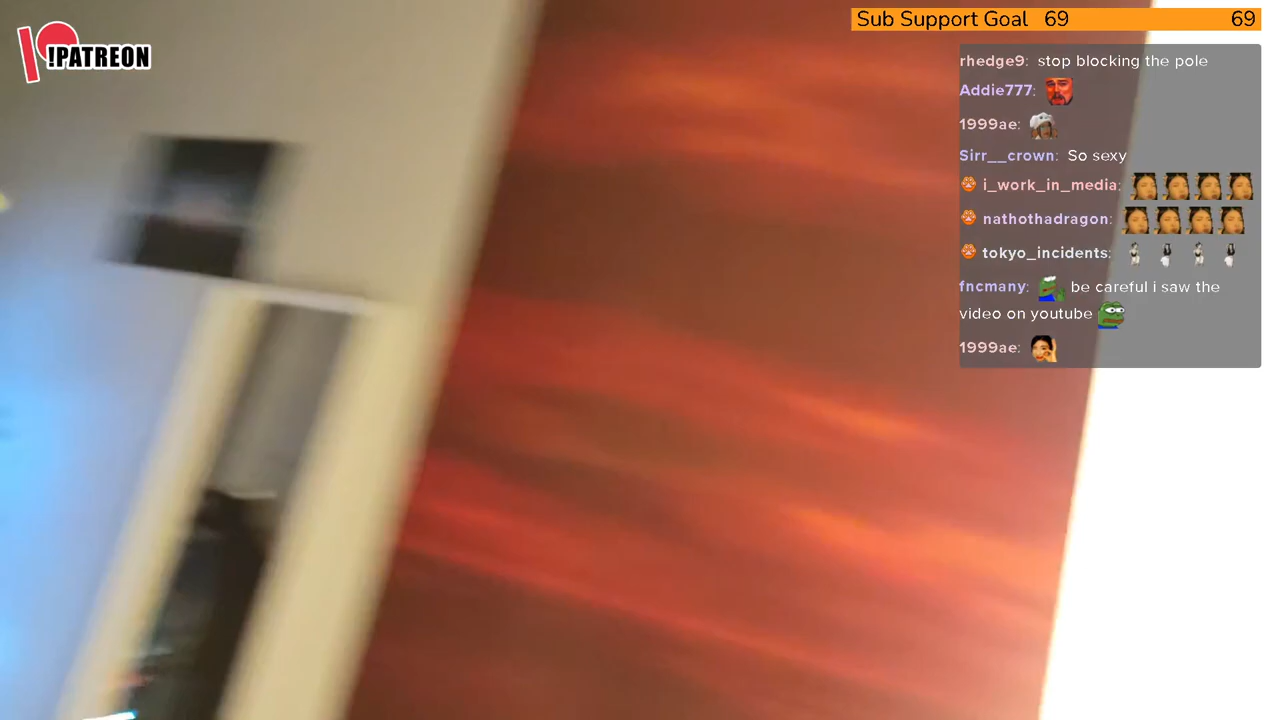 !PATREON
Sub Support Goal 69 69
rhedge9: stop blocking the pole
Addie777:
1999ae:
Sirr__crown: So sexy
i_work_in_media:
nathothadragon:
tokyo_incidents:
fncmany: be careful i saw the
video on youtube
1999ae: